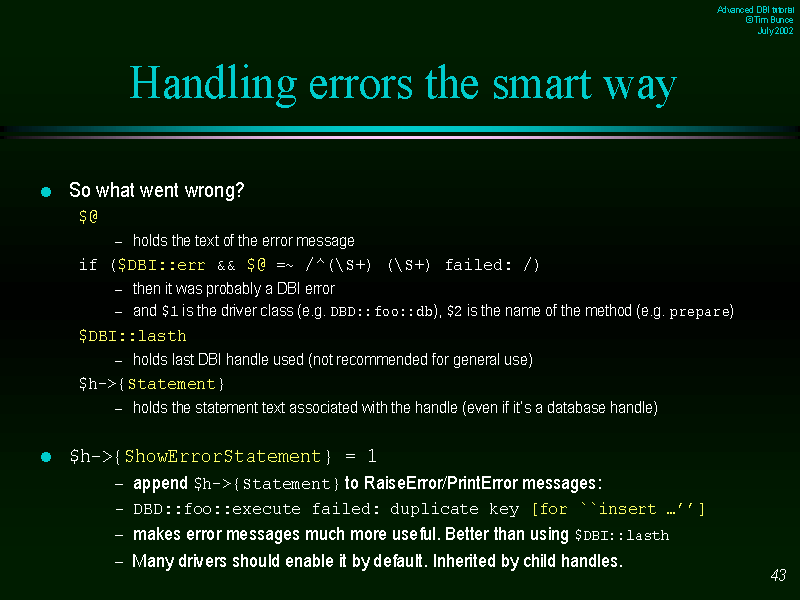 Advanced DBI tutorial
© Tim Bunce
July 2002
Handling errors the smart way
● So what went wrong?
$@
– holds the text of the error message
if ($DBI::err && $@ =~ /^(\S+) (\S+) failed: /)
– then it was probably a DBI error
– and $1 is the driver class (e.g. DBD::foo::db), $2 is the name of the method (e.g. prepare)
$DBI::lasth
– holds last DBI handle used (not recommended for general use)
$h->{Statement}
– holds the statement text associated with the handle (even if it's a database handle)
● $h->{ShowErrorStatement} = 1
– append $h->{Statement} to RaiseError/PrintError messages:
– DBD::foo::execute failed: duplicate key [for ``insert …’’]
– makes error messages much more useful. Better than using $DBI::lasth
– Many drivers should enable it by default. Inherited by child handles.
43